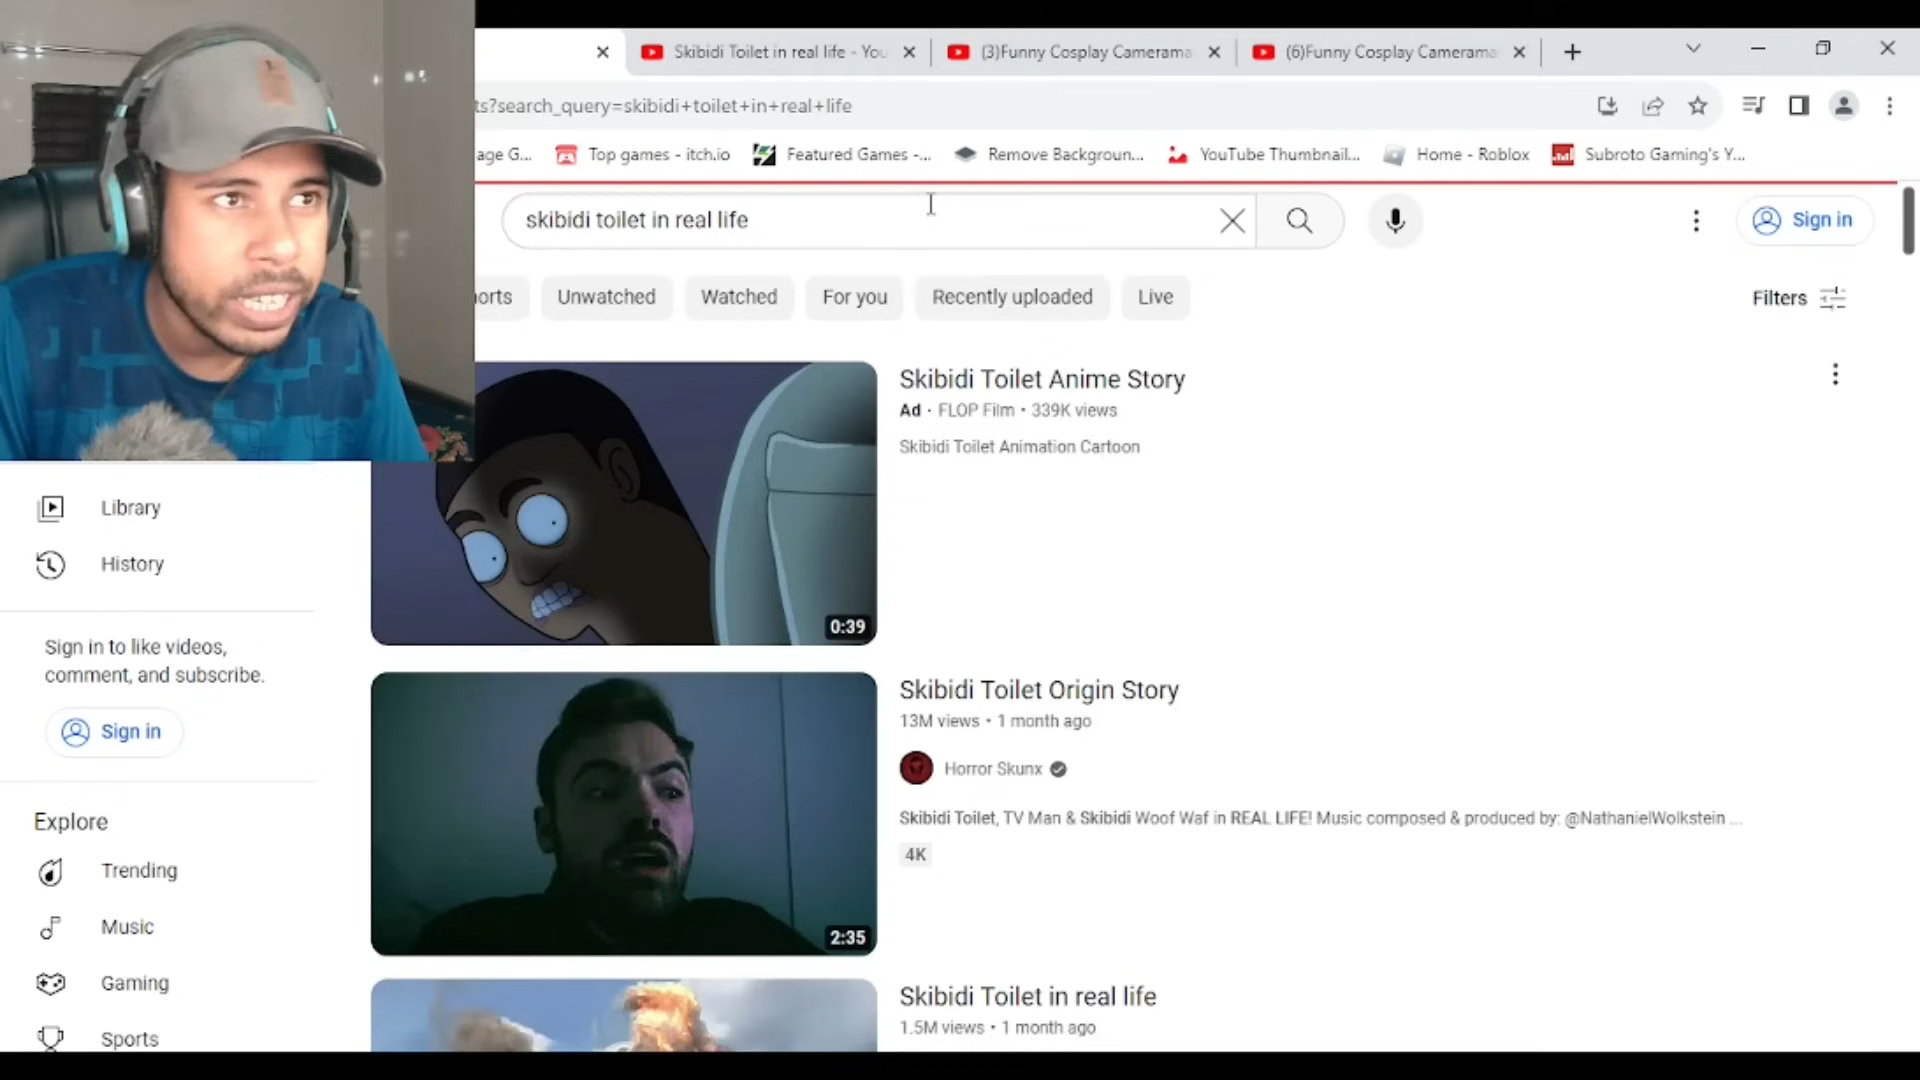 Skibidi Toilet in real life - You
(3)Funny Cosplay Camerama
(6)Funny Cosplay Camerama
ts?search_query=skibidi+toilet+in+real+life
age G...
Top games - itch.io
Featured Games -...
Remove Backgroun...
YouTube Thumbnail...
Home - Roblox
Subroto Gaming's Y...
skibidi toilet in real life
Sign in
orts
Unwatched
Watched
For you
Recently uploaded
Live
Filters
Skibidi Toilet Anime Story
Ad · FLOP Film • 339K views
Skibidi Toilet Animation Cartoon
0:39
Library
History
Sign in to like videos,
comment, and subscribe.
Sign in
Explore
Trending
Music
Gaming
Sports
Skibidi Toilet Origin Story
13M views • 1 month ago
Horror Skunx
Skibidi Toilet, TV Man & Skibidi Woof Waf in REAL LIFE! Music composed & produced by: @NathanielWolkstein ...
4K
2:35
Skibidi Toilet in real life
1.5M views • 1 month ago